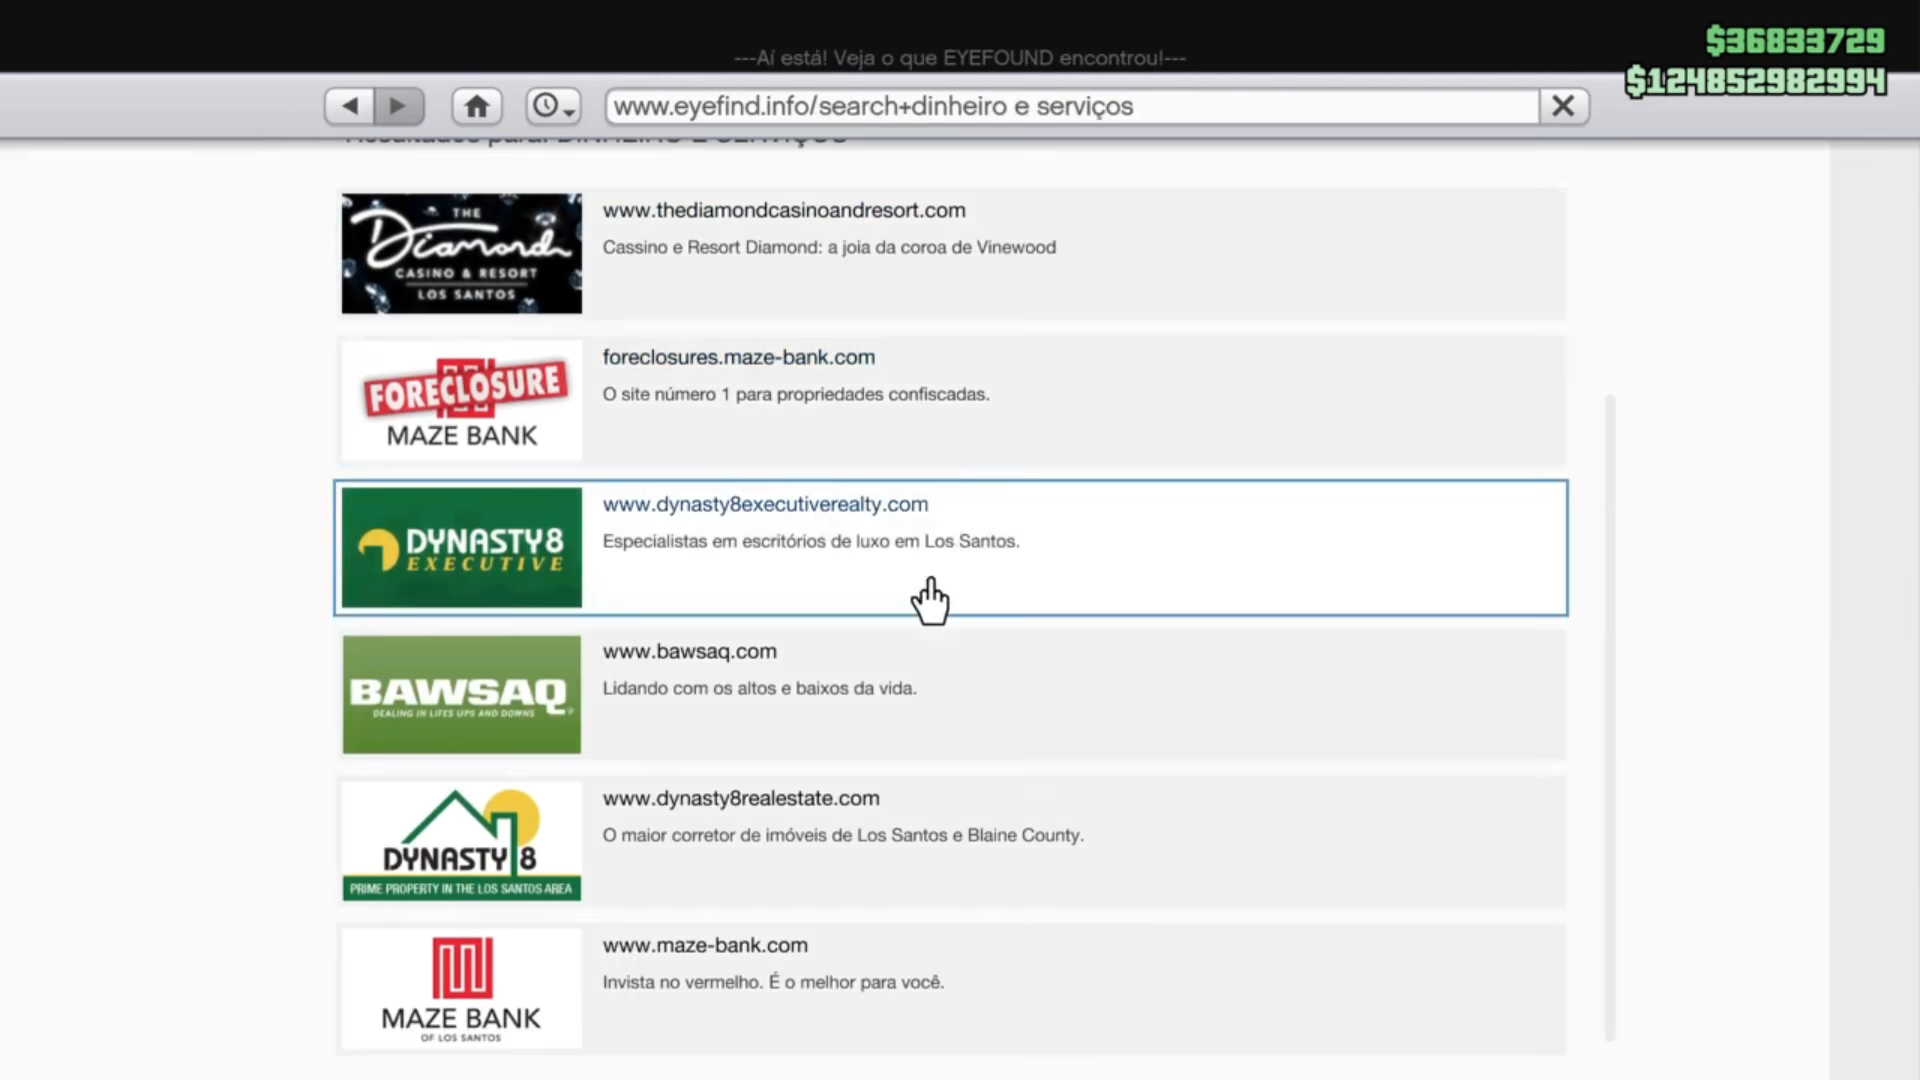 ---Aí está! Veja o que EYEFOUND encontrou!---
$36833729
$124852982994
www.eyefind.info/search+dinheiro e serviços
Resultados para: DINHEIRO E SERVIÇOS
THE
Diamond
CASINO & RESORT
LOS SANTOS
www.thediamondcasinoandresort.com
Cassino e Resort Diamond: a joia da coroa de Vinewood
FORECLOSURE
MAZE BANK
foreclosures.maze-bank.com
O site número 1 para propriedades confiscadas.
DYNASTY8
EXECUTIVE
www.dynasty8executiverealty.com
Especialistas em escritórios de luxo em Los Santos.
BAWSAQ
DEALING IN LIFES UPS AND DOWNS
www.bawsaq.com
Lidando com os altos e baixos da vida.
DYNASTY 8
PRIME PROPERTY IN THE LOS SANTOS AREA
www.dynasty8realestate.com
O maior corretor de imóveis de Los Santos e Blaine County.
MAZE BANK
OF LOS SANTOS
www.maze-bank.com
Invista no vermelho. É o melhor para você.